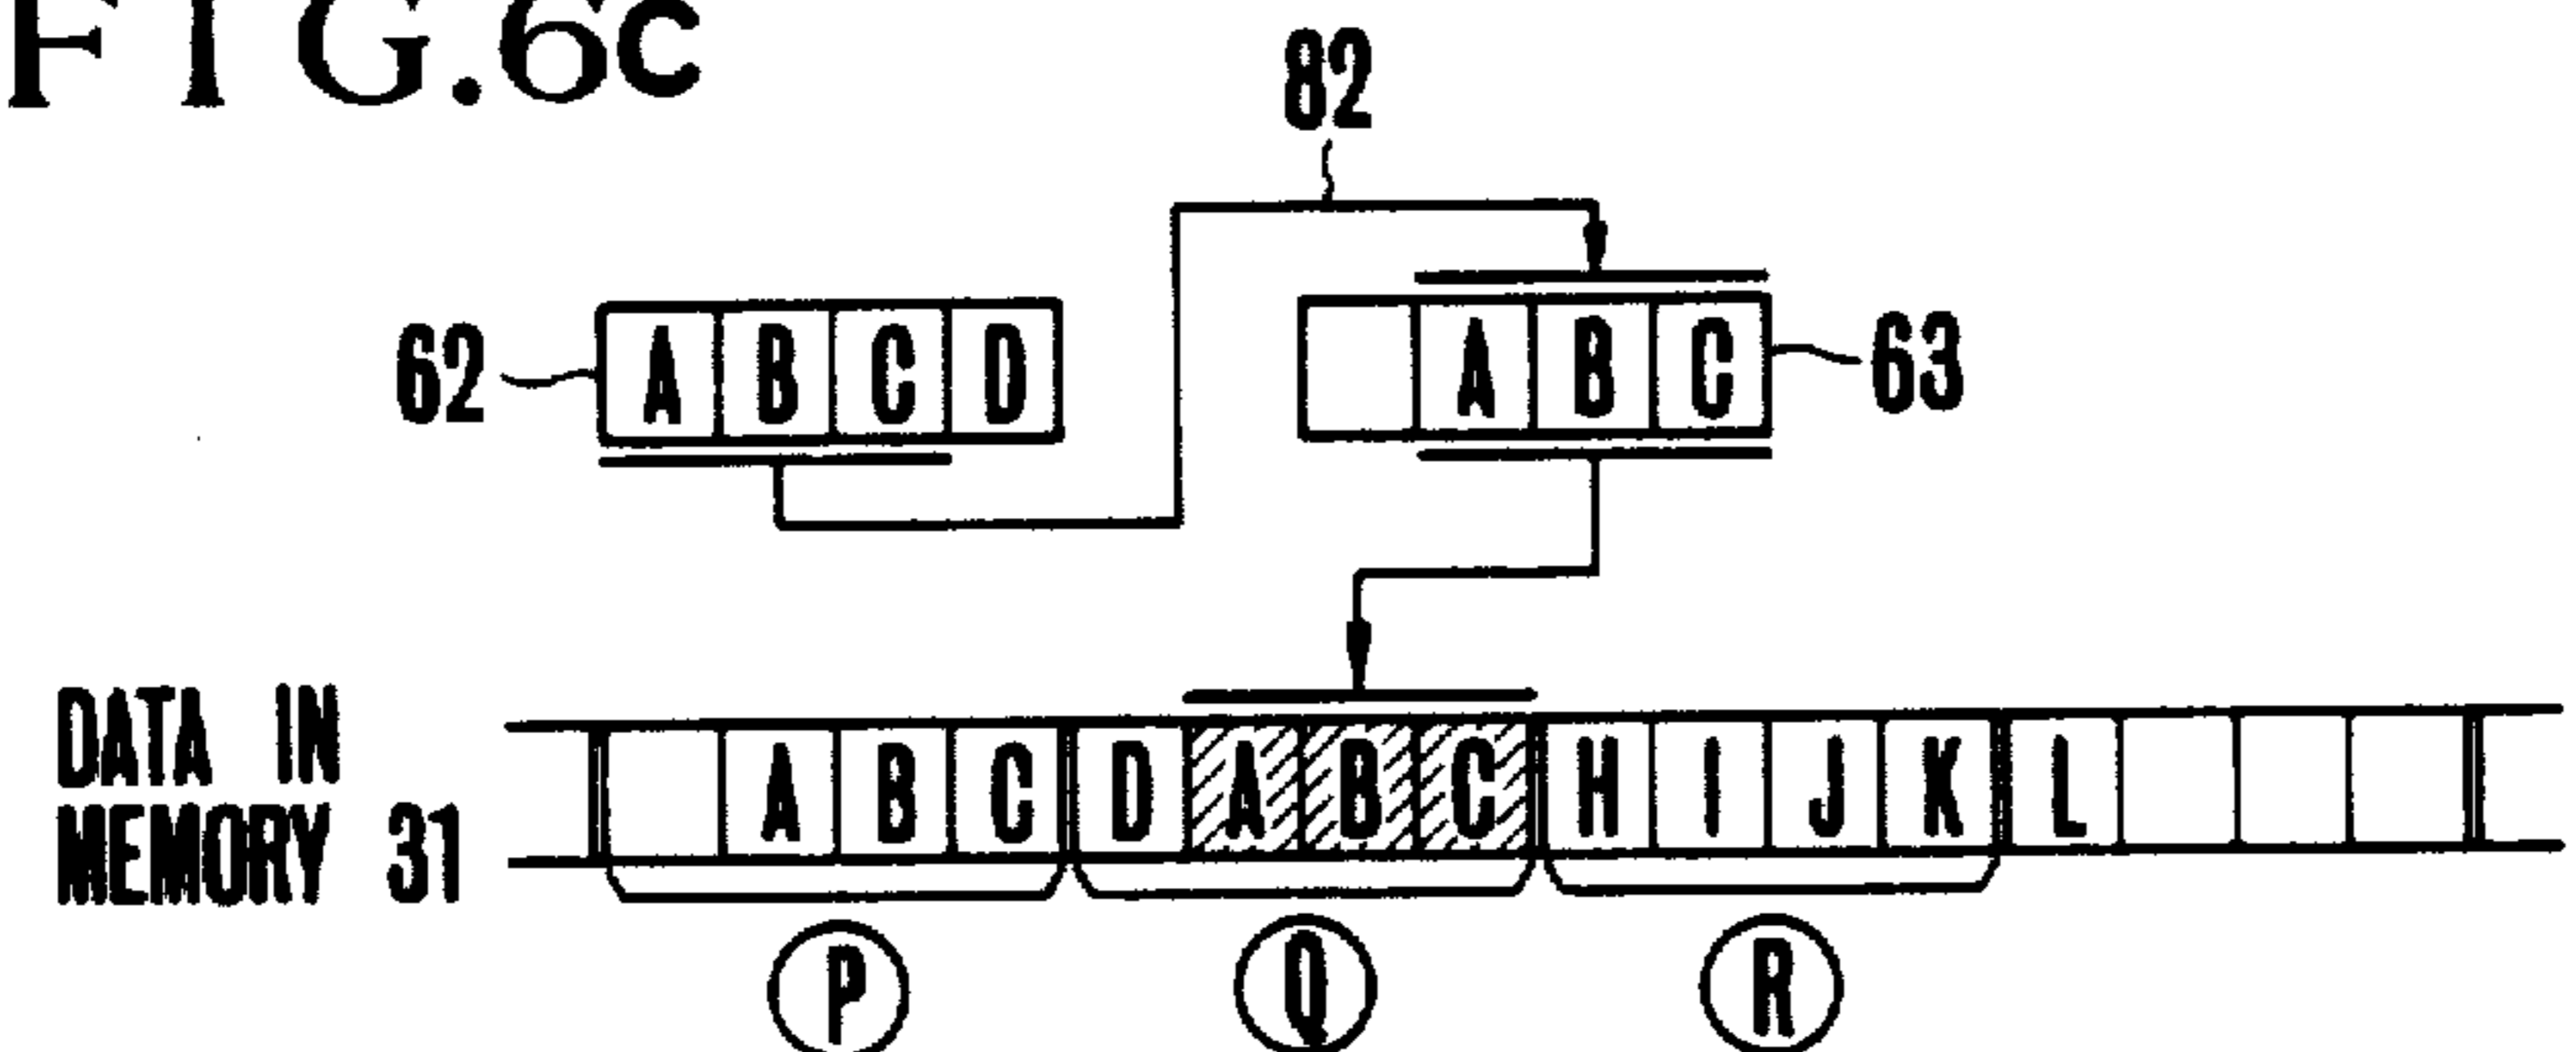 FIG.6c
82
62 A B C D A B C 63
DATA IN
MEMORY 31
A B C D A B C H I J K L
P Q R